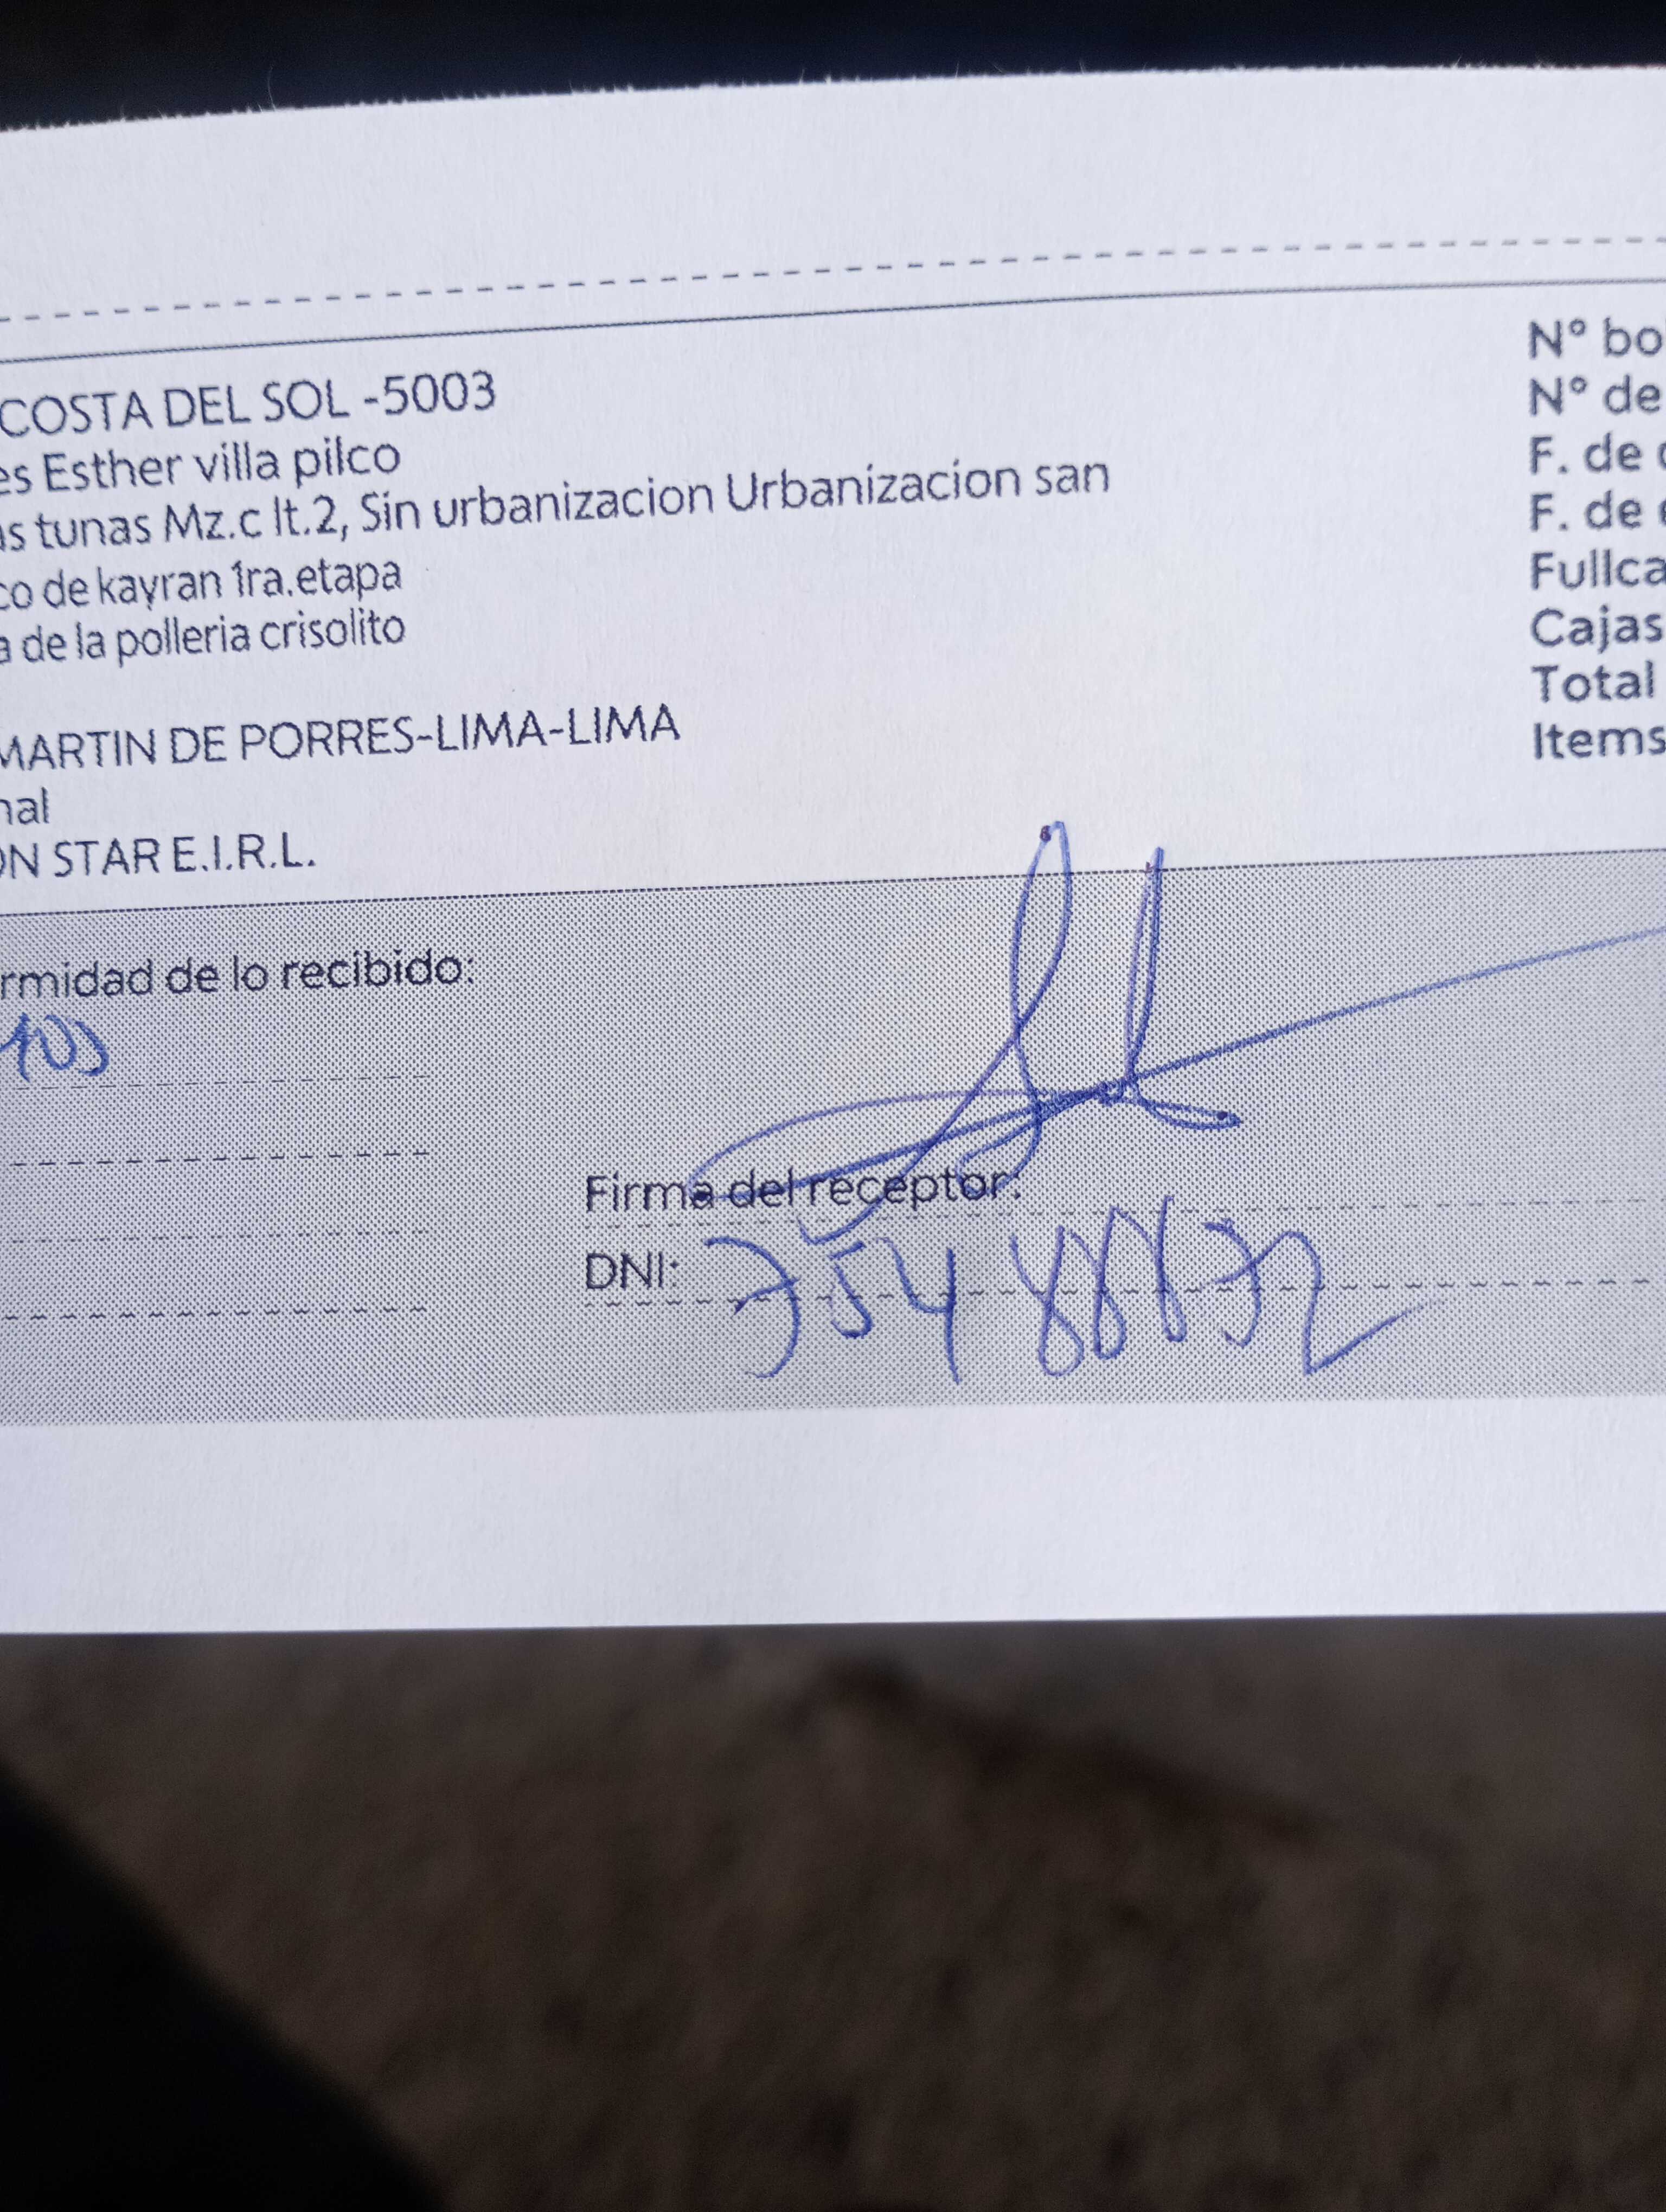 COSTA DEL SOL -5003
es Esther villa pilco
as tunas Mz.c lt.2, Sin urbanizacion Urbanizacion san
co de kayran 1ra.etapa
a de la polleria crisolito
MARTIN DE PORRES-LIMA-LIMA
nal
ON STAR E.I.R.L.
N° bo
N° de
F. de
F. de
Fullca
Cajas
Total
Items
rmidad de lo recibido:
Firma del receptor:
DNI: 75488872